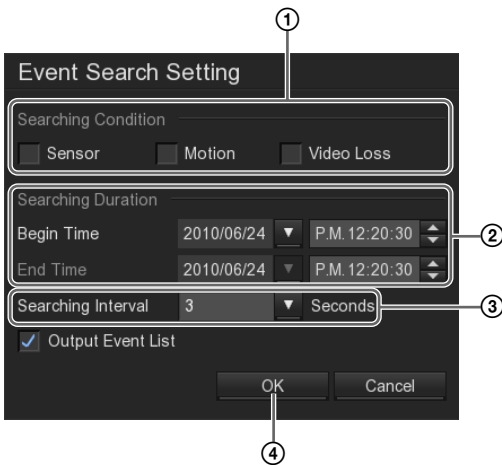 ①
Event Search Setting
Searching Condition
Sensor Motion Video Loss
Searching Duration
Begin Time 2010/06/24 P.M. 12:20:30
②
End Time 2010/06/24 P.M. 12:20:30
Searching Interval 3 Seconds
③
Output Event List
OK Cancel
④